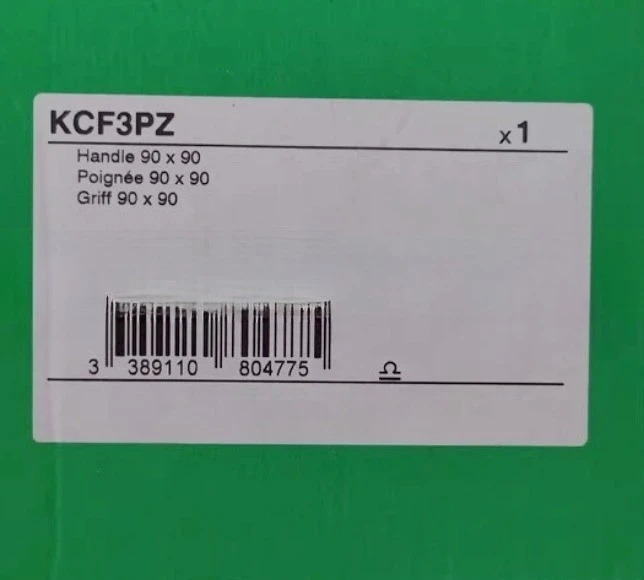 KCF3PZ x1
Handle 90 x 90
Poignée 90 x 90
Griff 90 x 90
3 389110 804775